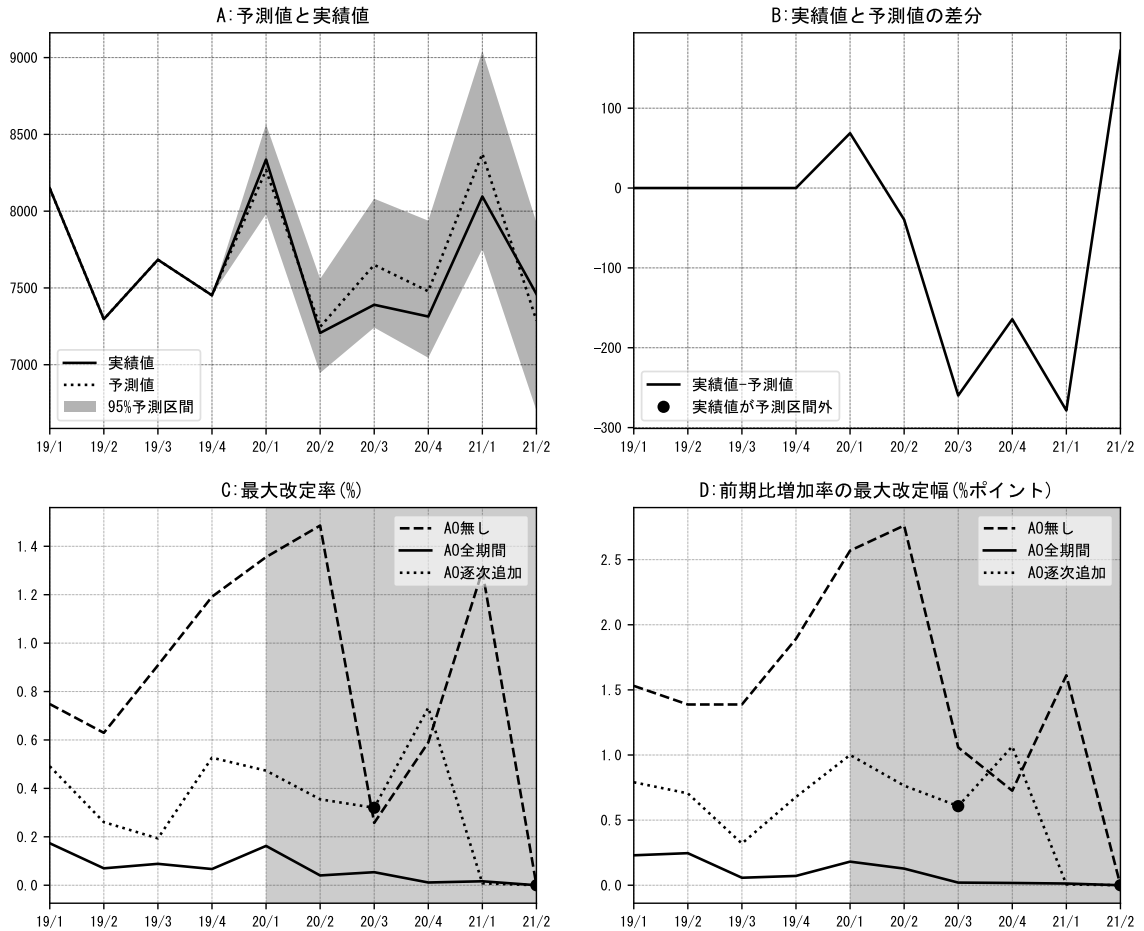 A:予測値と実績値
9000
8500
8000
7500
7000
実績値
予測値
95%予測区間
19/1 19/2 19/3 19/4 20/1 20/2 20/3 20/4 21/1 21/2
B:実績値と予測値の差分
100
0
−100
−200
−300
実績値−予測値
実績値が予測区間外
19/1 19/2 19/3 19/4 20/1 20/2 20/3 20/4 21/1 21/2
C:最大改定率(%)
1.4
1.2
1.0
0.8
0.6
0.4
0.2
0.0
AO無し
AO全期間
AO逐次追加
19/1 19/2 19/3 19/4 20/1 20/2 20/3 20/4 21/1 21/2
D:前期比増加率の最大改定幅(%ポイント)
2.5
2.0
1.5
1.0
0.5
0.0
AO無し
AO全期間
AO逐次追加
19/1 19/2 19/3 19/4 20/1 20/2 20/3 20/4 21/1 21/2